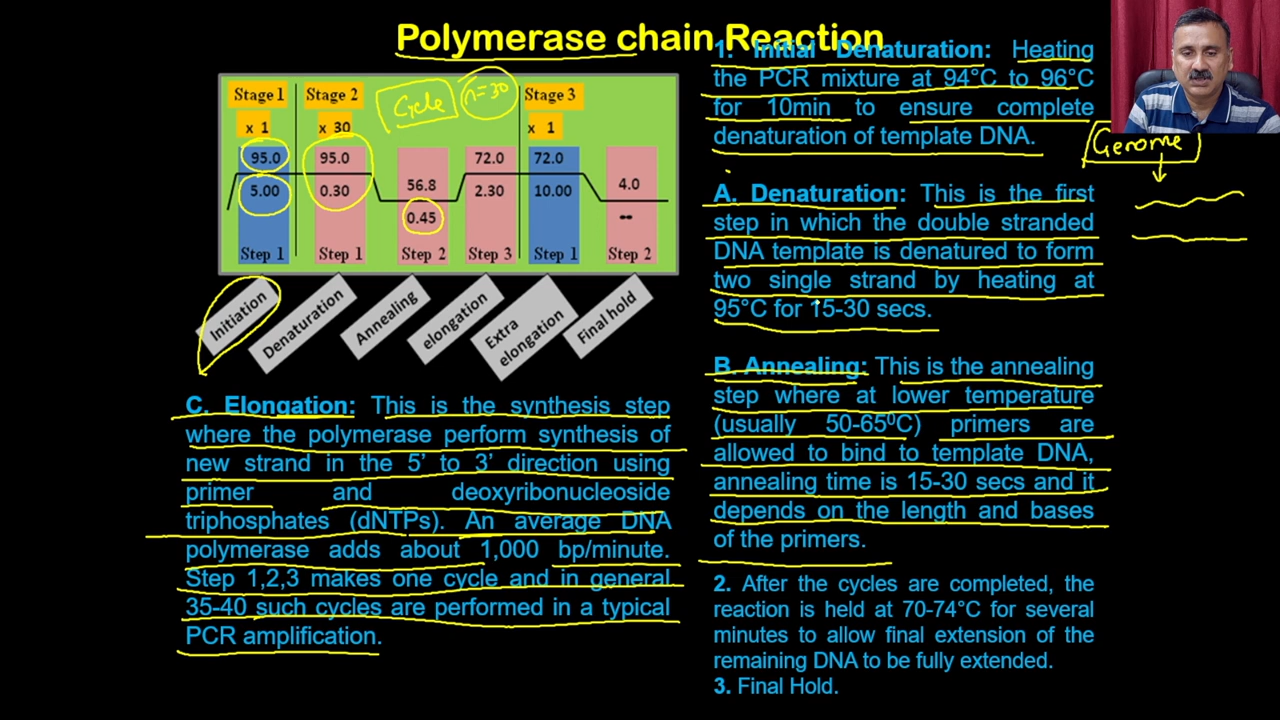 Polymerase chain Reaction
Stage 1
x 1
95.0
5.00
Step 1
Stage 2
x 30
95.0
0.30
Step 1
Cycle
n=30
56.8
0.45
Step 2
72.0
2.30
Step 3
Stage 3
x 1
72.0
10.00
Step 1
4.0
∞
Step 2
Initiation
Denaturation
Annealing
elongation
Extra
elongation
Final hold
C. Elongation: This is the synthesis step
where the polymerase perform synthesis of
new strand in the 5' to 3' direction using
primer and deoxyribonucleoside
triphosphates (dNTPs). An average DNA
polymerase adds about 1,000 bp/minute.
Step 1,2,3 makes one cycle and in general
35-40 such cycles are performed in a typical
PCR amplification.
1. Initial Denaturation: Heating
the PCR mixture at 94°C to 96°C
for 10min to ensure complete
denaturation of template DNA.
Genome
A. Denaturation: This is the first
step in which the double stranded
DNA template is denatured to form
two single strand by heating at
95°C for 15-30 secs.
B. Annealing: This is the annealing
step where at lower temperature
(usually 50-65⁰C) primers are
allowed to bind to template DNA,
annealing time is 15-30 secs and it
depends on the length and bases
of the primers.
2. After the cycles are completed, the
reaction is held at 70-74°C for several
minutes to allow final extension of the
remaining DNA to be fully extended.
3. Final Hold.